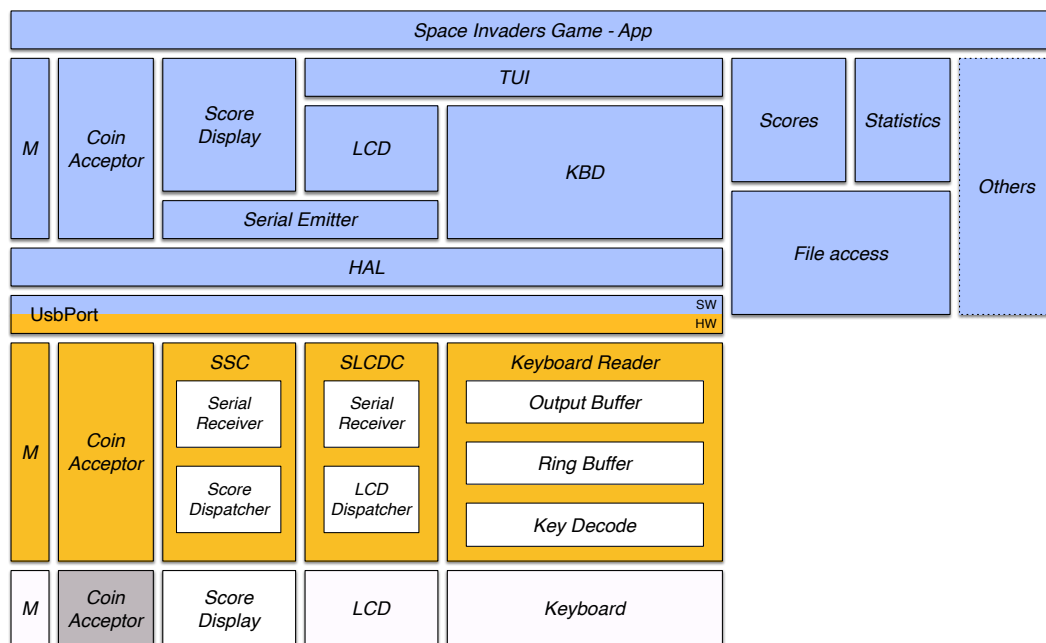 Space Invaders Game - App
M
Coin
Acceptor
Score
Display
TUI
LCD
KBD
Serial Emitter
Scores
Statistics
Others
File access
HAL
UsbPort
SW
HW
M
Coin
Acceptor
SSC
Serial
Receiver
Score
Dispatcher
SLCDC
Serial
Receiver
LCD
Dispatcher
Keyboard Reader
Output Buffer
Ring Buffer
Key Decode
M
Coin
Acceptor
Score
Display
LCD
Keyboard